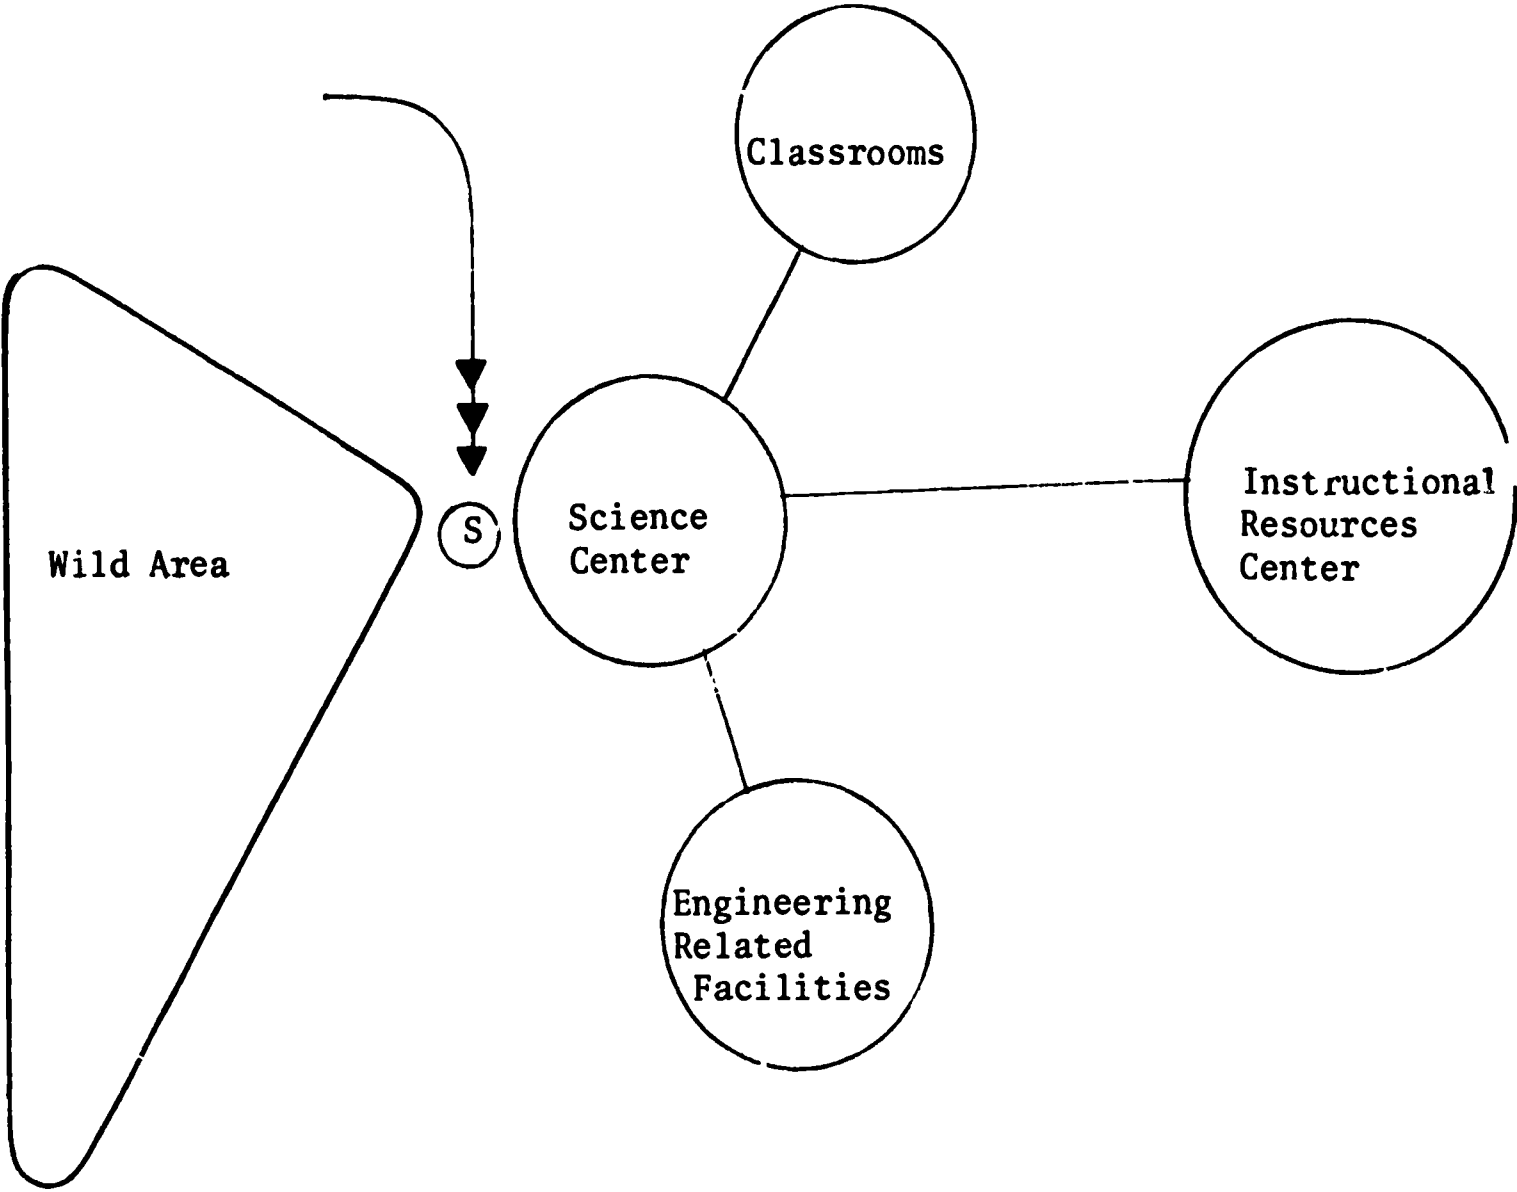 Classrooms
Wild Area
S
Science
Center
Instructional
Resources
Center
Engineering
Related
Facilities